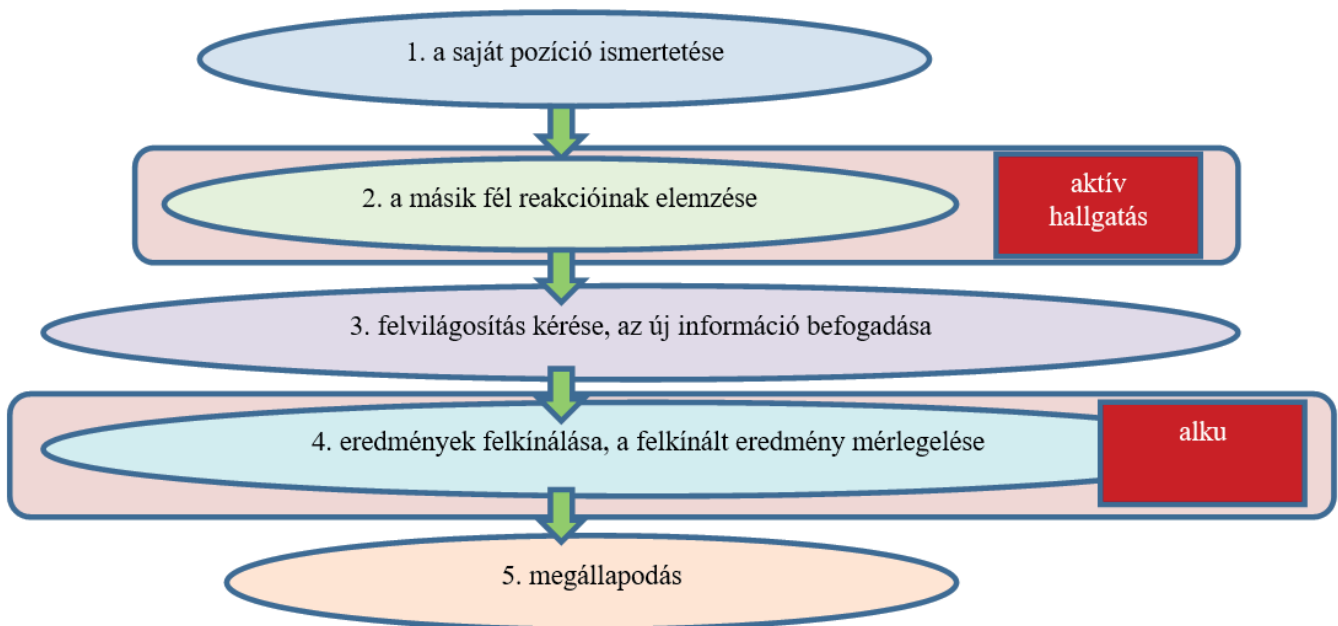 1. a saját pozíció ismertetése
2. a másik fél reakcióinak elemzése
aktív
hallgatás
3. felvilágosítás kérése, az új információ befogadása
4. eredmények felkínálása, a felkínált eredmény mérlegelése
alku
5. megállapodás